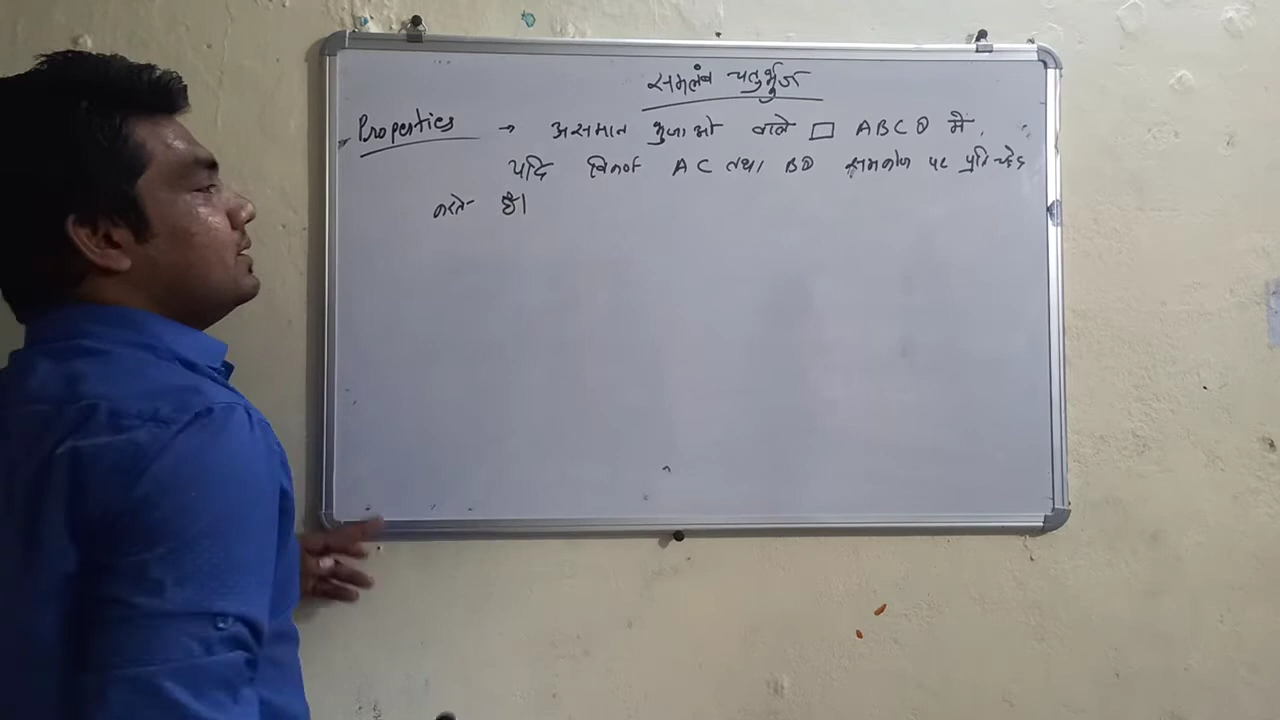 समलंब चतुर्भुज
Properties → असमान भुजाओ वाले □ ABCD में,
यदि विकर्ण AC तथा BD समकोण पर प्रतिच्छेद
करते है।